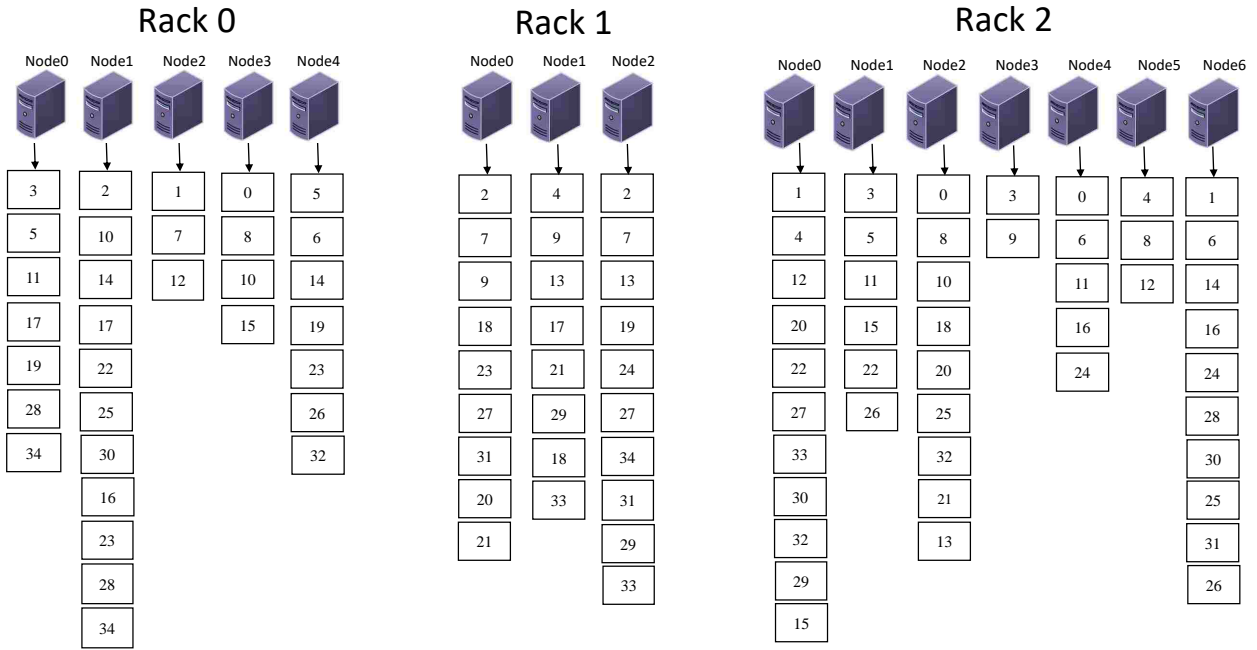 Rack 0 Rack 1 Rack 2
Node0 Node1 Node2 Node3 Node4 Node0 Node1 Node2 Node0 Node1 Node2 Node3 Node4 Node5 Node6
3 2 1 0 5 2 4 2 1 3 0 3 0 4 1
5 10 7 8 6 7 9 7 4 5 8 9 6 8 6
11 14 12 10 14 9 13 13 12 11 10 11 12 14
17 17 15 19 18 17 19 20 15 18 16 16
19 22 23 23 21 24 22 22 20 24 24
28 25 26 27 29 27 27 26 25 28
34 30 32 31 18 34 33 32 30
16 20 33 31 30 21 25
23 21 29 32 13 31
28 33 29 26
34 15